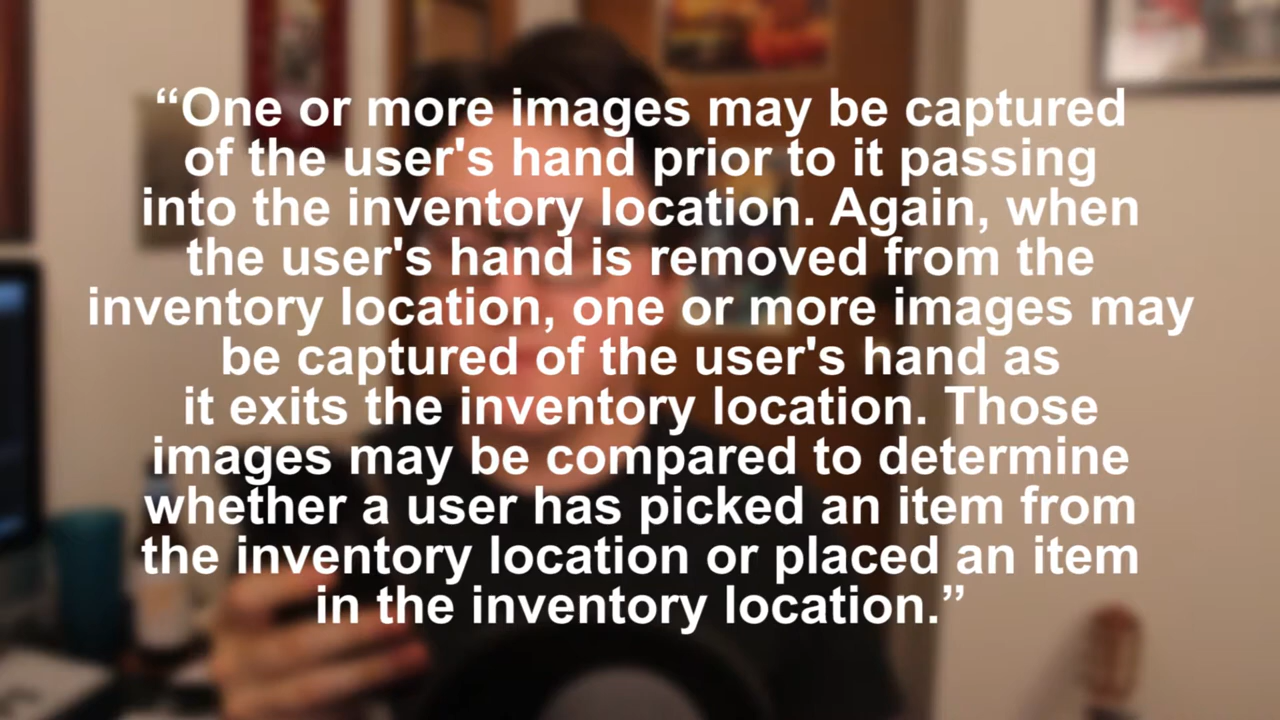 “One or more images may be captured
of the user's hand prior to it passing
into the inventory location. Again, when
the user's hand is removed from the
inventory location, one or more images may
be captured of the user's hand as
it exits the inventory location. Those
images may be compared to determine
whether a user has picked an item from
the inventory location or placed an item
in the inventory location.”